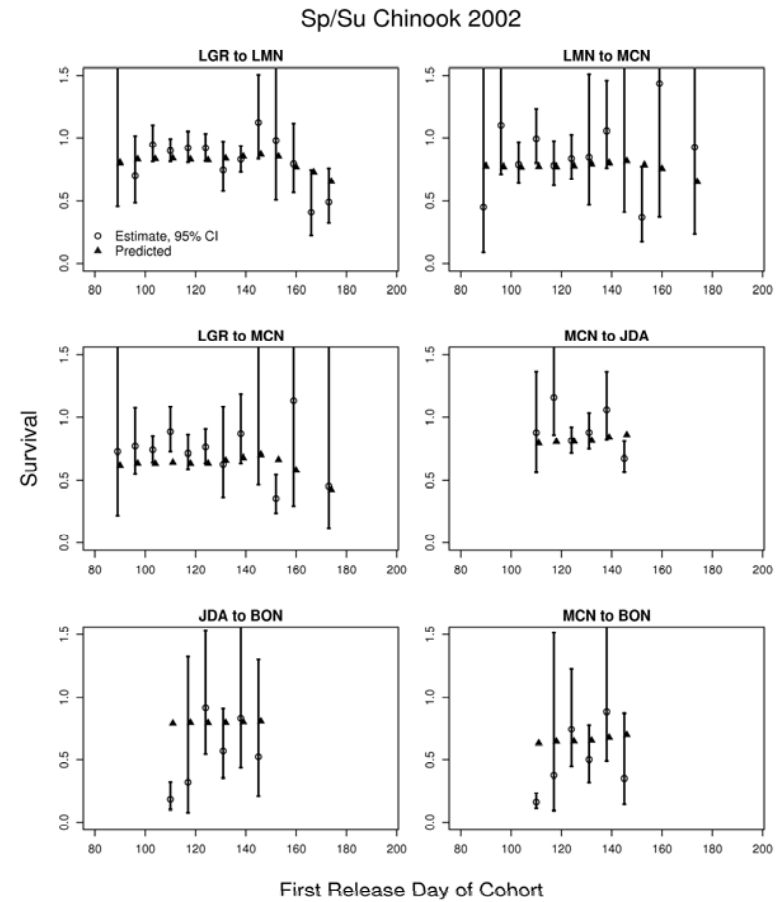 Sp/Su Chinook 2002
LGR to LMN
LMN to MCN
1.5
1.0
0.5
0.0
Estimate, 95% CI
Predicted
80 100 120 140 160 180 200
1.5
1.0
0.5
0.0
80 100 120 140 160 180 200
LGR to MCN
MCN to JDA
Survival
1.5
1.0
0.5
0.0
80 100 120 140 160 180 200
1.5
1.0
0.5
0.0
80 100 120 140 160 180 200
JDA to BON
MCN to BON
1.5
1.0
0.5
0.0
80 100 120 140 160 180 200
1.5
1.0
0.5
0.0
80 100 120 140 160 180 200
First Release Day of Cohort